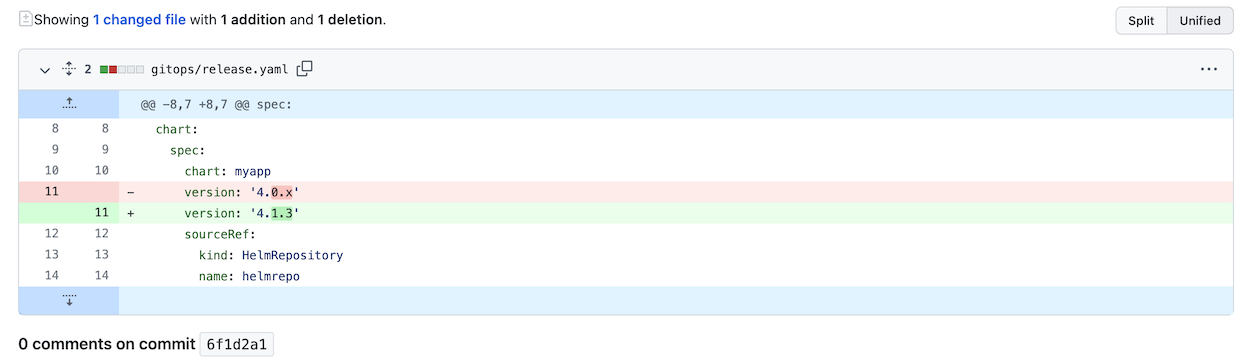 Showing 1 changed file with 1 addition and 1 deletion.
Split Unified
2 gitops/release.yaml
@@ -8,7 +8,7 @@ spec:
8 8 chart:
9 9 spec:
10 10 chart: myapp
11 - version: '4.0.x'
11 + version: '4.1.3'
12 12 sourceRef:
13 13 kind: HelmRepository
14 14 name: helmrepo
0 comments on commit 6f1d2a1